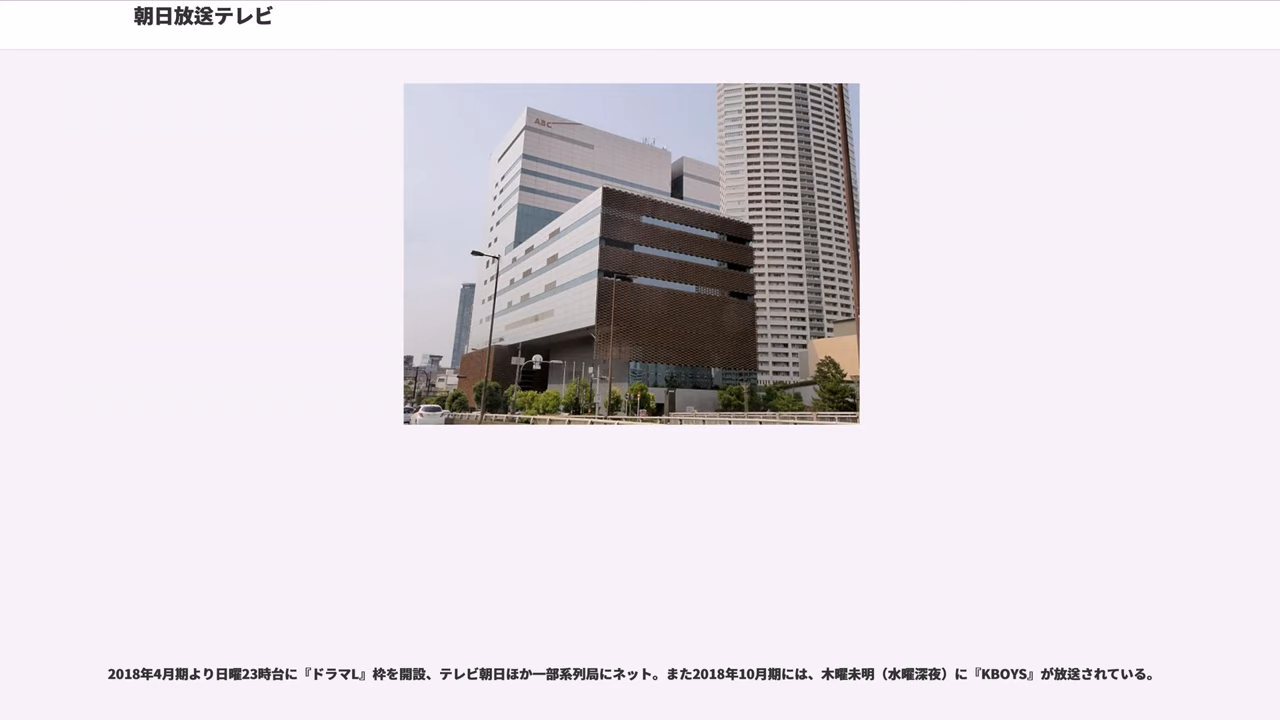 朝日放送テレビ
ABC
2018年4月期より日曜23時台に『ドラマL』枠を開設、テレビ朝日ほか一部系列局にネット。また2018年10月期には、木曜未明（水曜深夜）に『KBOYS』が放送されている。